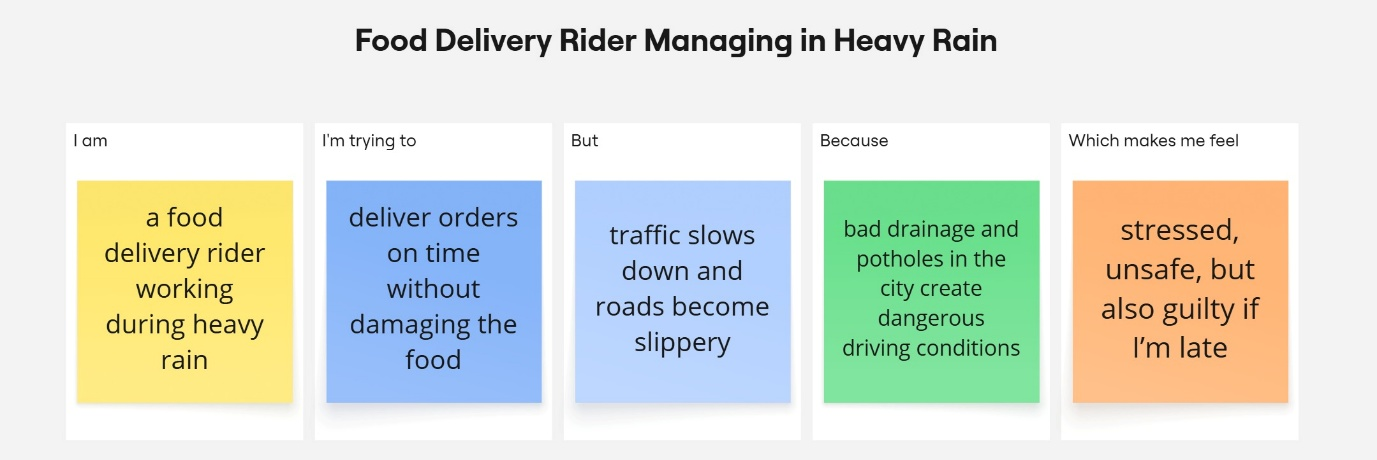 Food Delivery Rider Managing in Heavy Rain
I am
a food
delivery rider
working
during heavy
rain
I'm trying to
deliver orders
on time
without
damaging the
food
But
traffic slows
down and
roads become
slippery
Because
bad drainage and
potholes in the
city create
dangerous
driving conditions
Which makes me feel
stressed,
unsafe, but
also guilty if
I’m late